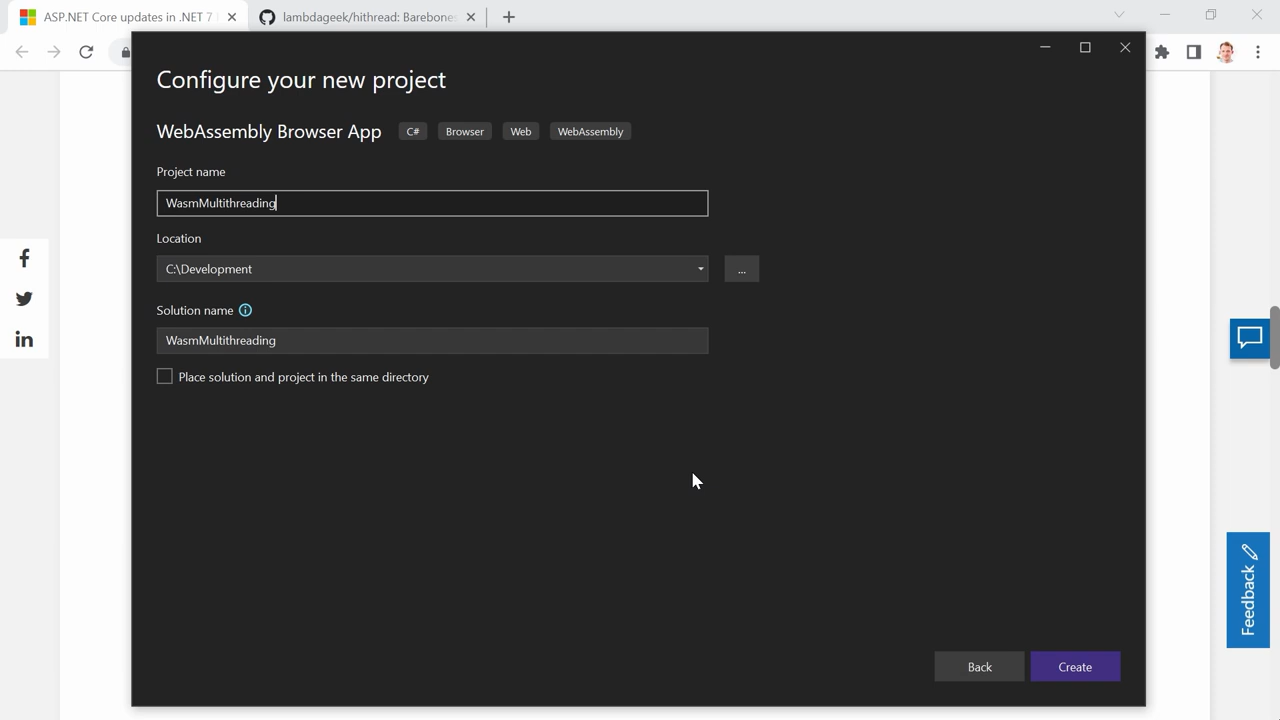 ASP.NET Core updates in .NET 7
lambdageek/hithread: Barebones
Configure your new project
WebAssembly Browser App
C#
Browser
Web
WebAssembly
Project name
WasmMultithreading
Location
C:\Development
...
Solution name
WasmMultithreading
Place solution and project in the same directory
Back
Create
Feedback